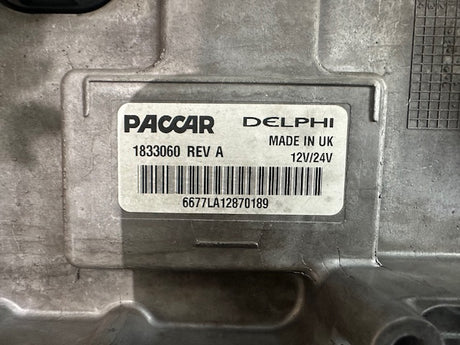 PACCAR DELPHI
MADE IN UK
1833060 REV A 12V/24V
6677LA12870189